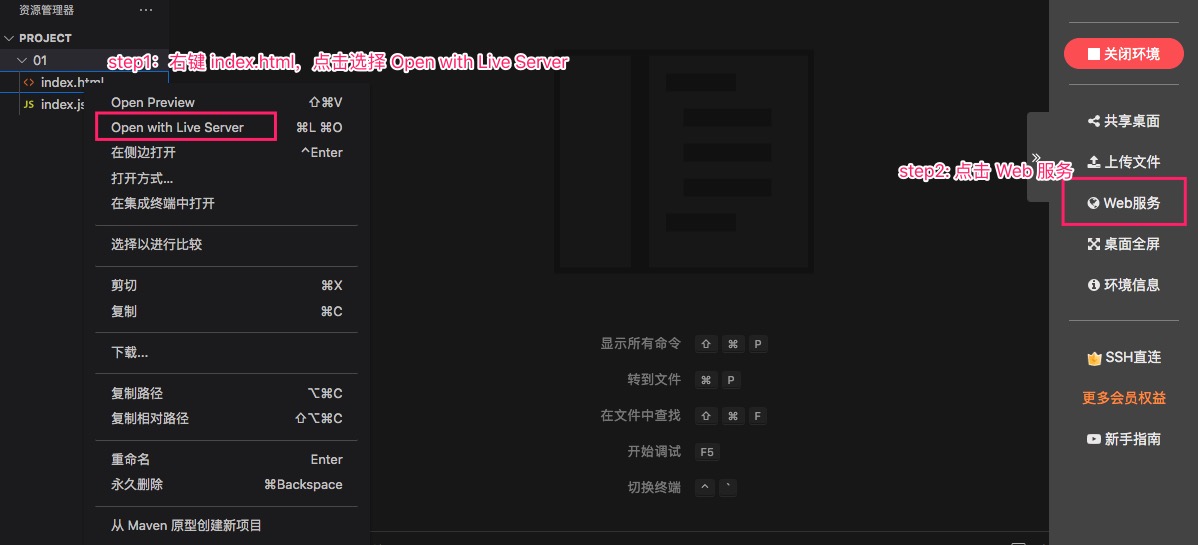 资源管理器 ···
PROJECT
01
step1：右键 index.html，点击选择 Open with Live Server
<> index.html
JS index.js
Open Preview ⇧⌘V
Open with Live Server ⌘L ⌘O
在侧边打开 ^Enter
打开方式...
在集成终端中打开
选择以进行比较
剪切 ⌘X
复制 ⌘C
下载...
复制路径 ⌥⌘C
复制相对路径 ⇧⌥⌘C
重命名 Enter
永久删除 ⌘Backspace
从 Maven 原型创建新项目
显示所有命令 ⇧ ⌘ P
转到文件 ⌘ P
在文件中查找 ⇧ ⌘ F
开始调试 F5
切换终端 ^ `
关闭环境
共享桌面
上传文件
step2: 点击 Web 服务
Web服务
桌面全屏
环境信息
SSH直连
更多会员权益
新手指南